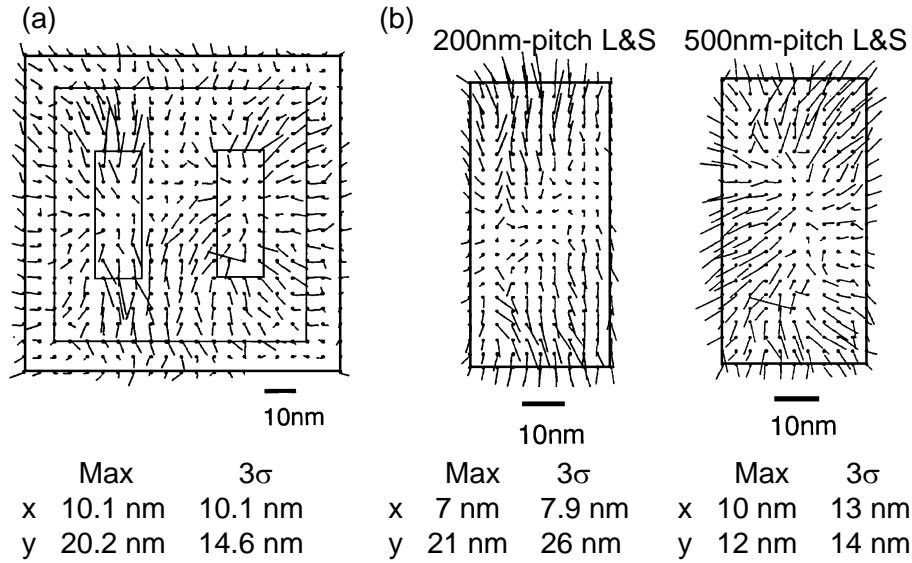 (a)
(b)
200nm-pitch L&S 500nm-pitch L&S
10nm
10nm
10nm
Max 3σ
x 10.1 nm 10.1 nm
y 20.2 nm 14.6 nm
Max 3σ
x 7 nm 7.9 nm
y 21 nm 26 nm
Max 3σ
x 10 nm 13 nm
y 12 nm 14 nm